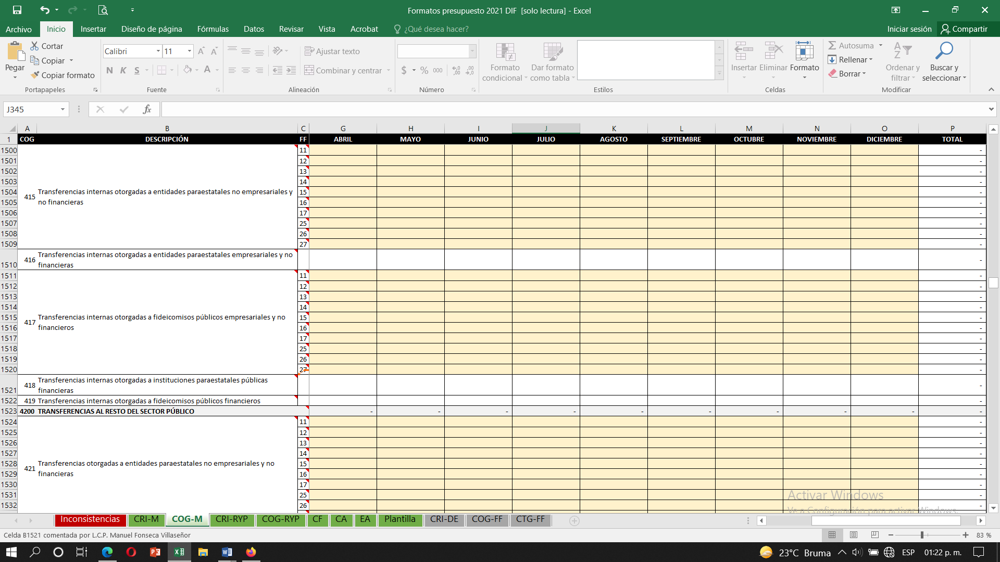 Formatos presupuesto 2021 DIF [solo lectura] - Excel
Archivo Inicio Insertar Diseño de página Fórmulas Datos Revisar Vista Acrobat ¿Qué desea hacer? Iniciar sesión Compartir
Pegar Cortar Copiar Copiar formato Portapapeles
Calibri 11 N K S A Fuente
Ajustar texto Combinar y centrar Alineación
$ % 000 Número
Formato condicional Dar formato como tabla Estilos
Insertar Eliminar Formato Celdas
Autosuma Rellenar Borrar Ordenar y filtrar Buscar y seleccionar Modificar
J345 fx
A B C G H I J K L M N O P
1 COG DESCRIPCIÓN FF ABRIL MAYO JUNIO JULIO AGOSTO SEPTIEMBRE OCTUBRE NOVIEMBRE DICIEMBRE TOTAL
1500 11 -
1501 12 -
1502 13 -
1503 14 -
1504 415 Transferencias internas otorgadas a entidades paraestatales no empresariales y 15 -
1505 no financieras 16 -
1506 17 -
1507 25 -
1508 26 -
1509 27 -
416 Transferencias internas otorgadas a entidades paraestatales empresariales y no
1510 financieras -
1511 11 -
1512 12 -
1513 13 -
1514 14 -
1515 417 Transferencias internas otorgadas a fideicomisos públicos empresariales y no 15 -
1516 financieros 16 -
1517 17 -
1518 25 -
1519 26 -
1520 27 -
418 Transferencias internas otorgadas a instituciones paraestatales públicas
1521 financieras -
1522 419 Transferencias internas otorgadas a fideicomisos públicos financieros -
1523 4200 TRANSFERENCIAS AL RESTO DEL SECTOR PÚBLICO - - - - - - - - - -
1524 11 -
1525 12 -
1526 13 -
1527 14 -
1528 421 Transferencias otorgadas a entidades paraestatales no empresariales y no 15 -
1529 financieras 16 -
1530 17 -
1531 25 -
1532 26 -
Activar Windows
Ve a Configuración para activar Windows.
Inconsistencias CRI-M COG-M CRI-RYP COG-RYP CF CA EA Plantilla CRI-DE COG-FF CTG-FF
Celda B1521 comentada por L.C.P. Manuel Fonseca Villaseñor 83 %
23°C Bruma ESP 01:22 p. m.